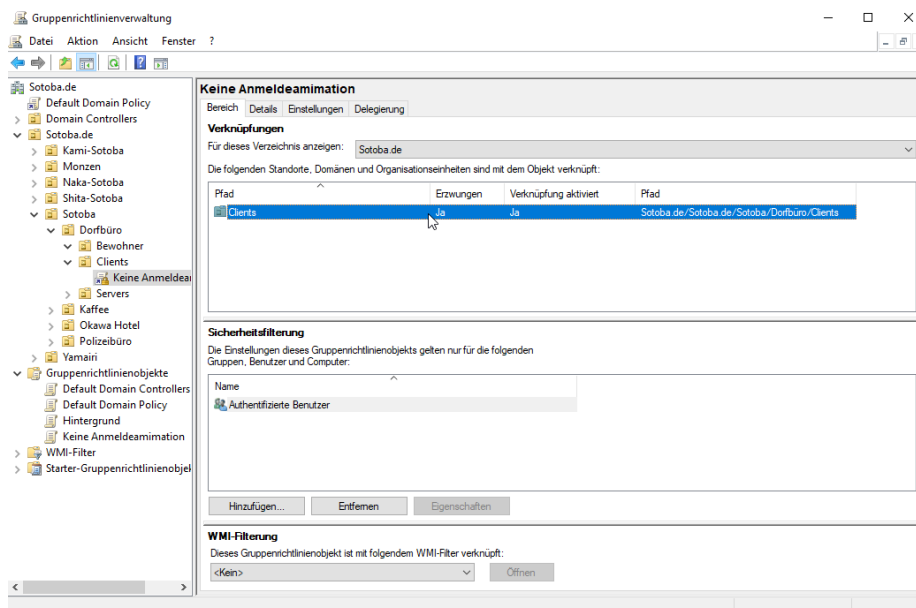 Gruppenrichtlinienverwaltung
Datei Aktion Ansicht Fenster ?
Sotoba.de
Default Domain Policy
Domain Controllers
Sotoba.de
Kami-Sotoba
Monzen
Naka-Sotoba
Shita-Sotoba
Sotoba
Dorfbüro
Bewohner
Clients
Keine Anmeldear
Servers
Kaffee
Okawa Hotel
Polizeibüro
Yamairi
Gruppenrichtlinienobjekte
Default Domain Controllers
Default Domain Policy
Hintergrund
Keine Anmeldeamimation
WMI-Filter
Starter-Gruppenrichtlinienobjek
Keine Anmeldeamimation
Bereich Details Einstellungen Delegierung
Verknüpfungen
Für dieses Verzeichnis anzeigen: Sotoba.de
Die folgenden Standorte, Domänen und Organisationseinheiten sind mit dem Objekt verknüpft:
Pfad Erzwungen Verknüpfung aktiviert Pfad
Clients Ja Ja Sotoba.de/Sotoba.de/Sotoba/Dorfbüro/Clients
Sicherheitsfilterung
Die Einstellungen dieses Gruppenrichtlinienobjekts gelten nur für die folgenden
Gruppen, Benutzer und Computer:
Name
Authentifizierte Benutzer
Hinzufügen... Entfernen Eigenschaften
WMI-Filterung
Dieses Gruppenrichtlinienobjekt ist mit folgendem WMI-Filter verknüpft:
<Kein> Öffnen